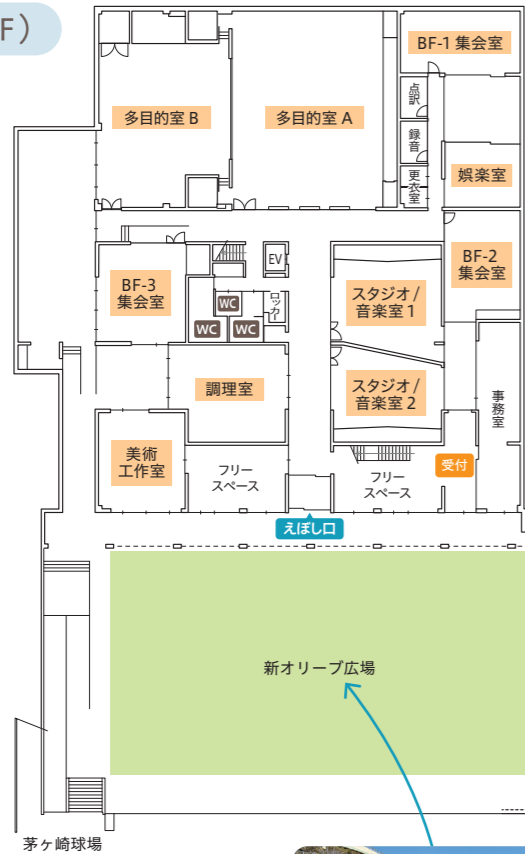 F）
BF-1 集会室
多目的室 B
多目的室 A
点訳
録音
更衣室
娯楽室
BF-2
集会室
EV
BF-3
集会室
ロッカー
WC
WC
WC
スタジオ/
音楽室 1
調理室
スタジオ/
音楽室 2
事務室
美術
工作室
フリー
スペース
フリー
スペース
受付
えぼし口
新オリーブ広場
茅ヶ崎球場